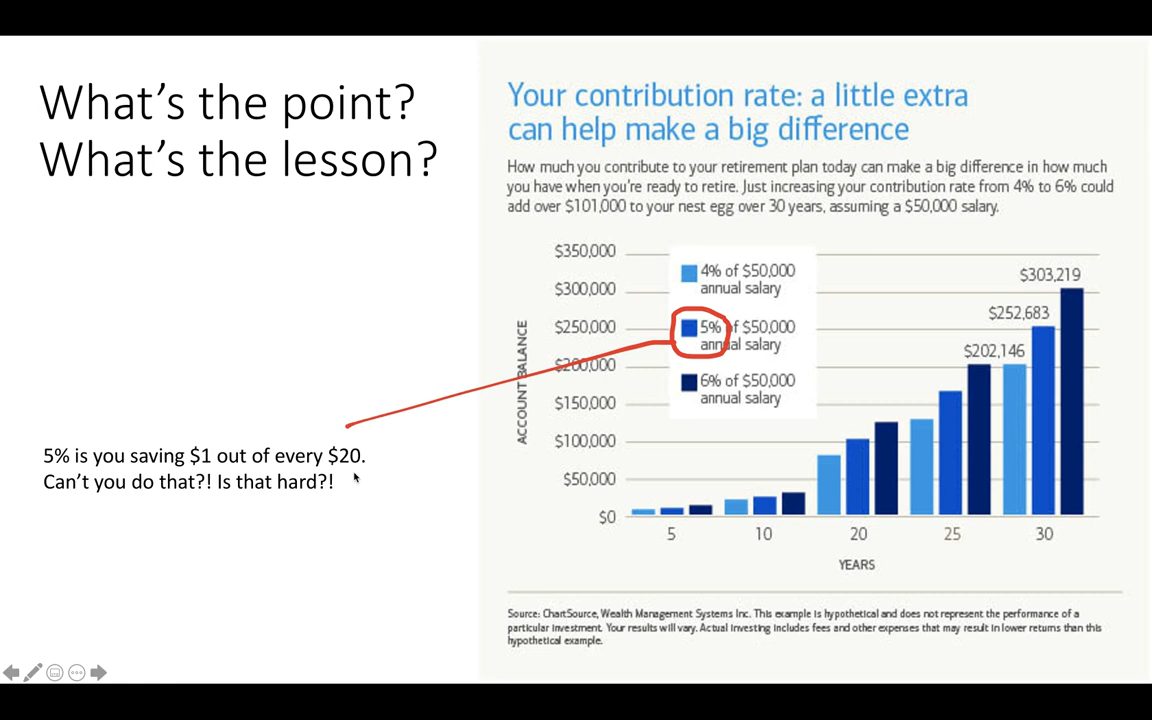 What's the point?
What's the lesson?
5% is you saving $1 out of every $20.
Can't you do that?! Is that hard?!
Your contribution rate: a little extra
can help make a big difference
How much you contribute to your retirement plan today can make a big difference in how much
you have when you're ready to retire. Just increasing your contribution rate from 4% to 6% could
add over $101,000 to your nest egg over 30 years, assuming a $50,000 salary.
ACCOUNT BALANCE
$350,000
$300,000
$250,000
$200,000
$150,000
$100,000
$50,000
$0
4% of $50,000
annual salary
5% of $50,000
annual salary
6% of $50,000
annual salary
$303,219
$252,683
$202,146
5 10 20 25 30
YEARS
Source: ChartSource, Wealth Management Systems Inc. This example is hypothetical and does not represent the performance of a
particular investment. Your results will vary. Actual investing includes fees and other expenses that may result in lower returns than this
hypothetical example.